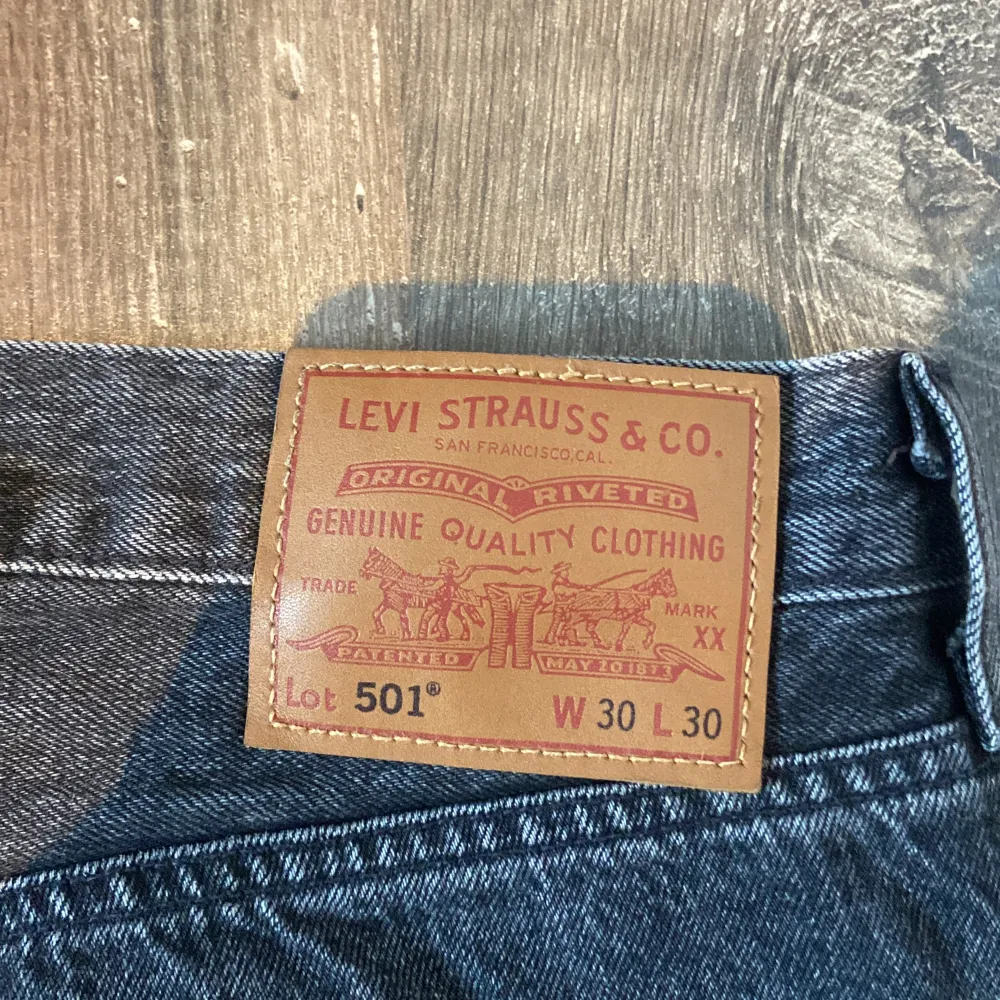 LEVI STRAUSS & CO.
SAN FRANCISCO, CAL.
ORIGINAL RIVETED
GENUINE QUALITY CLOTHING
TRADE MARK
XX
PATENTED MAY 20 1873
Lot 501® W 30 L 30